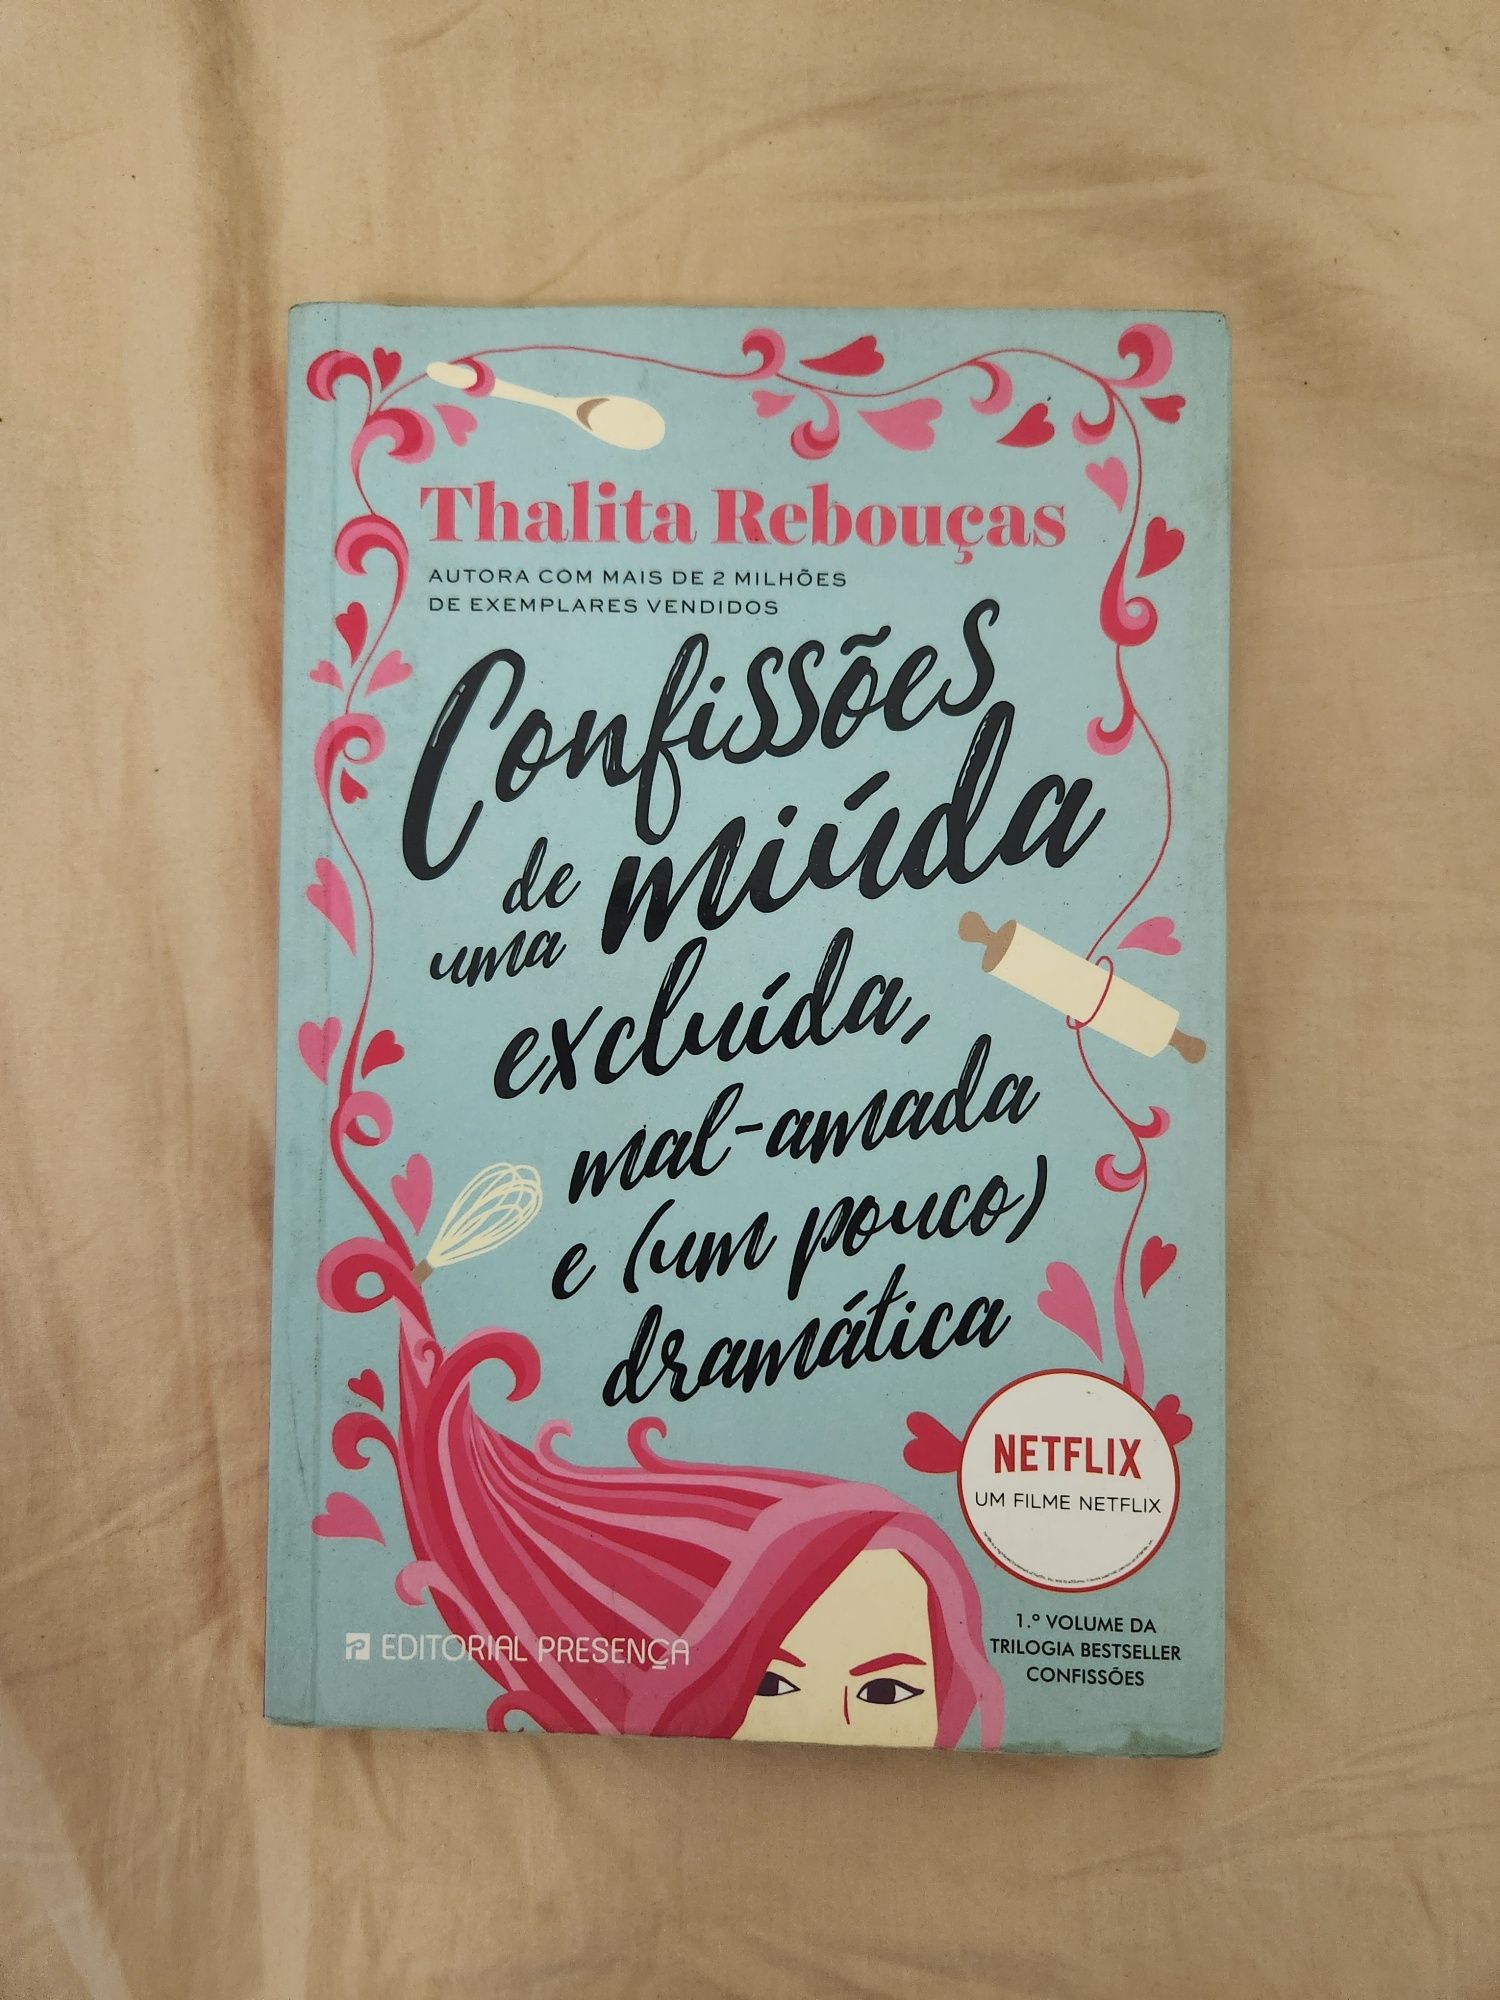 Thalita Rebouças
AUTORA COM MAIS DE 2 MILHÕES
DE EXEMPLARES VENDIDOS
Confissões
de
uma miúda
excluída,
mal-amada
e (um pouco)
dramática
NETFLIX
UM FILME NETFLIX
1.º VOLUME DA
TRILOGIA BESTSELLER
CONFISSÕES
EDITORIAL PRESENÇA